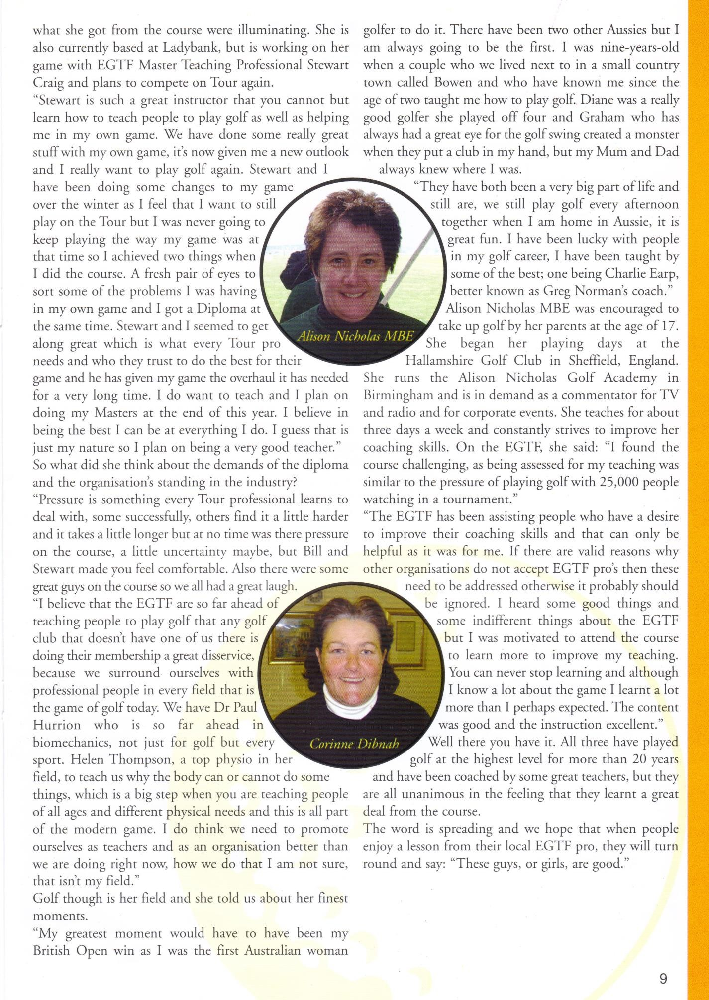 what she got from the course were illuminating. She is
also currently based at Ladybank, but is working on her
game with EGTF Master Teaching Professional Stewart
Craig and plans to compete on Tour again.
“Stewart is such a great instructor that you cannot but
learn how to teach people to play golf as well as helping
me in my own game. We have done some really great
stuff with my own game, it’s now given me a new outlook
and I really want to play golf again. Stewart and I
have been doing some changes to my game
over the winter as I feel that I want to still
play on the Tour but I was never going to
keep playing the way my game was at
that time so I achieved two things when
I did the course. A fresh pair of eyes to
sort some of the problems I was having
in my own game and I got a Diploma at
the same time. Stewart and I seemed to get
along great which is what every Tour pro
needs and who they trust to do the best for their
game and he has given my game the overhaul it has needed
for a very long time. I do want to teach and I plan on
doing my Masters at the end of this year. I believe in
being the best I can be at everything I do. I guess that is
just my nature so I plan on being a very good teacher.”
So what did she think about the demands of the diploma
and the organisation’s standing in the industry?
“Pressure is something every Tour professional learns to
deal with, some successfully, others find it a little harder
and it takes a little longer but at no time was there pressure
on the course, a little uncertainty maybe, but Bill and
Stewart made you feel comfortable. Also there were some
great guys on the course so we all had a great laugh.
“I believe that the EGTF are so far ahead of
teaching people to play golf that any golf
club that doesn’t have one of us there is
doing their membership a great disservice,
because we surround ourselves with
professional people in every field that is
the game of golf today. We have Dr Paul
Hurrion who is so far ahead in
biomechanics, not just for golf but every
sport. Helen Thompson, a top physio in her
field, to teach us why the body can or cannot do some
things, which is a big step when you are teaching people
of all ages and different physical needs and this is all part
of the modern game. I do think we need to promote
ourselves as teachers and as an organisation better than
we are doing right now, how we do that I am not sure,
that isn’t my field.”
Golf though is her field and she told us about her finest
moments.
“My greatest moment would have to have been my
British Open win as I was the first Australian woman
golfer to do it. There have been two other Aussies but I
am always going to be the first. I was nine-years-old
when a couple who we lived next to in a small country
town called Bowen and who have known me since the
age of two taught me how to play golf. Diane was a really
good golfer she played off four and Graham who has
always had a great eye for the golf swing created a monster
when they put a club in my hand, but my Mum and Dad
always knew where I was.
“They have both been a very big part of life and
still are, we still play golf every afternoon
together when I am home in Aussie, it is
great fun. I have been lucky with people
in my golf career, I have been taught by
some of the best; one being Charlie Earp,
better known as Greg Norman’s coach.”
Alison Nicholas MBE was encouraged to
take up golf by her parents at the age of 17.
She began her playing days at the
Hallamshire Golf Club in Sheffield, England.
She runs the Alison Nicholas Golf Academy in
Birmingham and is in demand as a commentator for TV
and radio and for corporate events. She teaches for about
three days a week and constantly strives to improve her
coaching skills. On the EGTF, she said: “I found the
course challenging, as being assessed for my teaching was
similar to the pressure of playing golf with 25,000 people
watching in a tournament.”
“The EGTF has been assisting people who have a desire
to improve their coaching skills and that can only be
helpful as it was for me. If there are valid reasons why
other organisations do not accept EGTF pro’s then these
need to be addressed otherwise it probably should
be ignored. I heard some good things and
some indifferent things about the EGTF
but I was motivated to attend the course
to learn more to improve my teaching.
You can never stop learning and although
I know a lot about the game I learnt a lot
more than I perhaps expected. The content
was good and the instruction excellent.”
Well there you have it. All three have played
golf at the highest level for more than 20 years
and have been coached by some great teachers, but they
are all unanimous in the feeling that they learnt a great
deal from the course.
The word is spreading and we hope that when people
enjoy a lesson from their local EGTF pro, they will turn
round and say: “These guys, or girls, are good.”
Alison Nicholas MBE
Corinne Dibnah
9